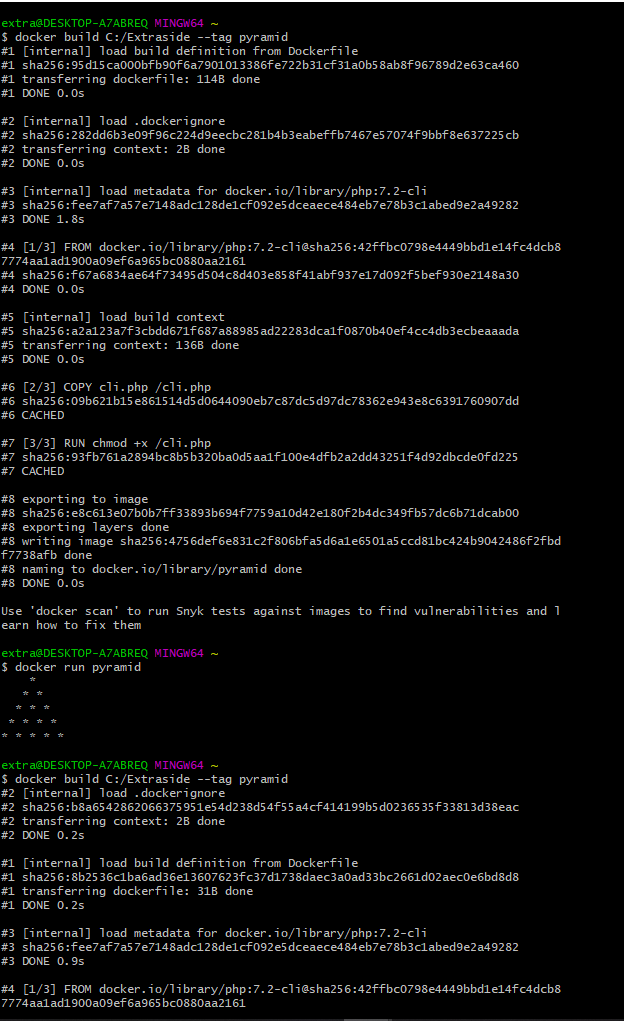 extra@DESKTOP-A7ABREQ MINGW64 ~
$ docker build C:/Extraside --tag pyramid
#1 [internal] load build definition from Dockerfile
#1 sha256:95d15ca000bfb90f6a7901013386fe722b31cf31a0b58ab8f96789d2e63ca460
#1 transferring dockerfile: 114B done
#1 DONE 0.0s

#2 [internal] load .dockerignore
#2 sha256:282dd6b3e09f96c224d9eecbc281b4b3eabeffb7467e57074f9bbf8e637225cb
#2 transferring context: 2B done
#2 DONE 0.0s

#3 [internal] load metadata for docker.io/library/php:7.2-cli
#3 sha256:fee7af7a57e7148adc128de1cf092e5dceaece484eb7e78b3c1abed9e2a49282
#3 DONE 1.8s

#4 [1/3] FROM docker.io/library/php:7.2-cli@sha256:42ffbc0798e4449bbd1e14fc4dcb8
7774aa1ad1900a09ef6a965bc0880aa2161
#4 sha256:f67a6834ae64f73495d504c8d403e858f41abf937e17d092f5bef930e2148a30
#4 DONE 0.0s

#5 [internal] load build context
#5 sha256:a2a123a7f3cbdd671f687a88985ad22283dca1f0870b40ef4cc4db3ecbeaaada
#5 transferring context: 136B done
#5 DONE 0.0s

#6 [2/3] COPY cli.php /cli.php
#6 sha256:09b621b15e861514d5d0644090eb7c87dc5d97dc78362e943e8c6391760907dd
#6 CACHED

#7 [3/3] RUN chmod +x /cli.php
#7 sha256:93fb761a2894bc8b5b320ba0d5aa1f100e4dfb2a2dd43251f4d92dbcde0fd225
#7 CACHED

#8 exporting to image
#8 sha256:e8c613e07b0b7ff33893b694f7759a10d42e180f2b4dc349fb57dc6b71dcab00
#8 exporting layers done
#8 writing image sha256:4756def6e831c2f806bfa5d6a1e6501a5ccd81bc424b9042486f2fbd
f7738afb done
#8 naming to docker.io/library/pyramid done
#8 DONE 0.0s

Use 'docker scan' to run Snyk tests against images to find vulnerabilities and l
earn how to fix them

extra@DESKTOP-A7ABREQ MINGW64 ~
$ docker run pyramid
    *
   * *
  * * *
 * * * *
* * * * *

extra@DESKTOP-A7ABREQ MINGW64 ~
$ docker build C:/Extraside --tag pyramid
#2 [internal] load .dockerignore
#2 sha256:b8a6542862066375951e54d238d54f55a4cf414199b5d0236535f33813d38eac
#2 transferring context: 2B done
#2 DONE 0.2s

#1 [internal] load build definition from Dockerfile
#1 sha256:8b2536c1ba6ad36e13607623fc37d1738daec3a0ad33bc2661d02aec0e6bd8d8
#1 transferring dockerfile: 31B done
#1 DONE 0.2s

#3 [internal] load metadata for docker.io/library/php:7.2-cli
#3 sha256:fee7af7a57e7148adc128de1cf092e5dceaece484eb7e78b3c1abed9e2a49282
#3 DONE 0.9s

#4 [1/3] FROM docker.io/library/php:7.2-cli@sha256:42ffbc0798e4449bbd1e14fc4dcb8
7774aa1ad1900a09ef6a965bc0880aa2161